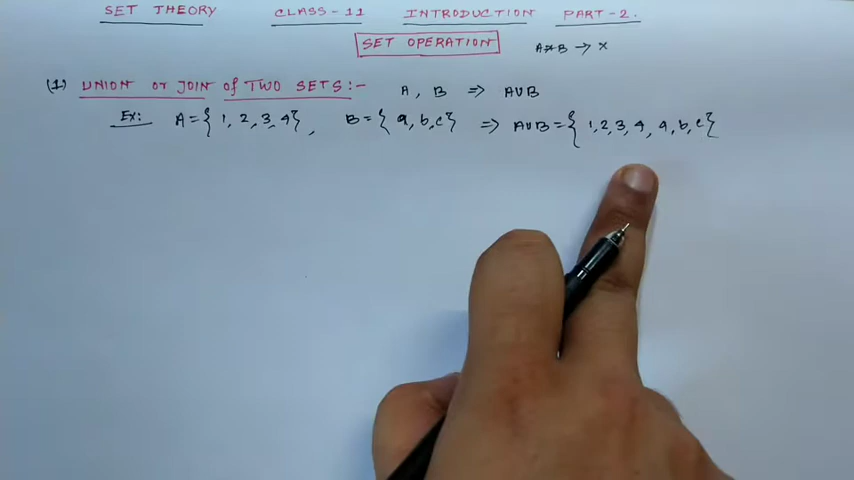 SET THEORY CLASS-11 INTRODUCTION PART-2.
SET OPERATION A*B → X
(1) UNION or JOIN of TWO SETS:- A, B ⇒ A∪B
Ex: A={1, 2, 3, 4}, B={a, b, c} ⇒ A∪B={1, 2, 3, 4, a, b, c}